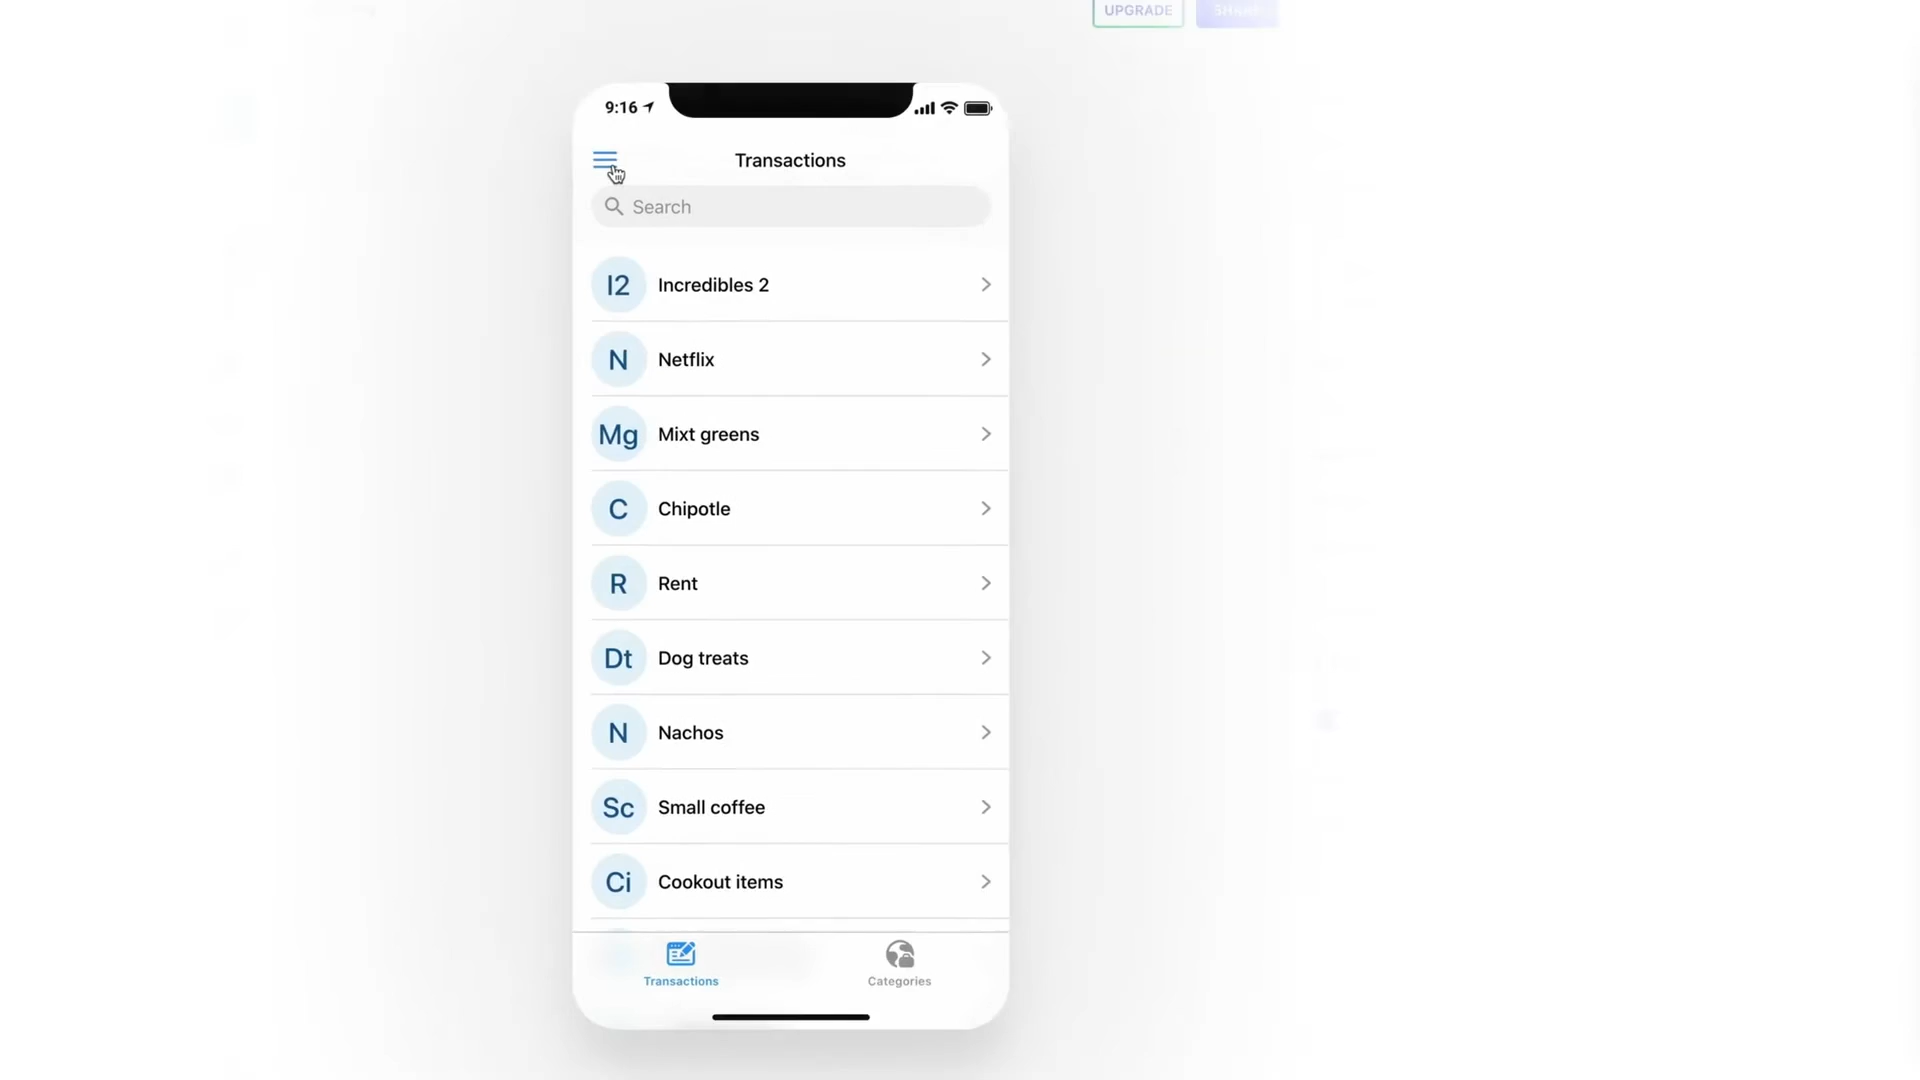 UPGRADE
SHARE
9:16
Transactions
Search
I2 Incredibles 2
N Netflix
Mg Mixt greens
C Chipotle
R Rent
Dt Dog treats
N Nachos
Sc Small coffee
Ci Cookout items
Transactions Categories